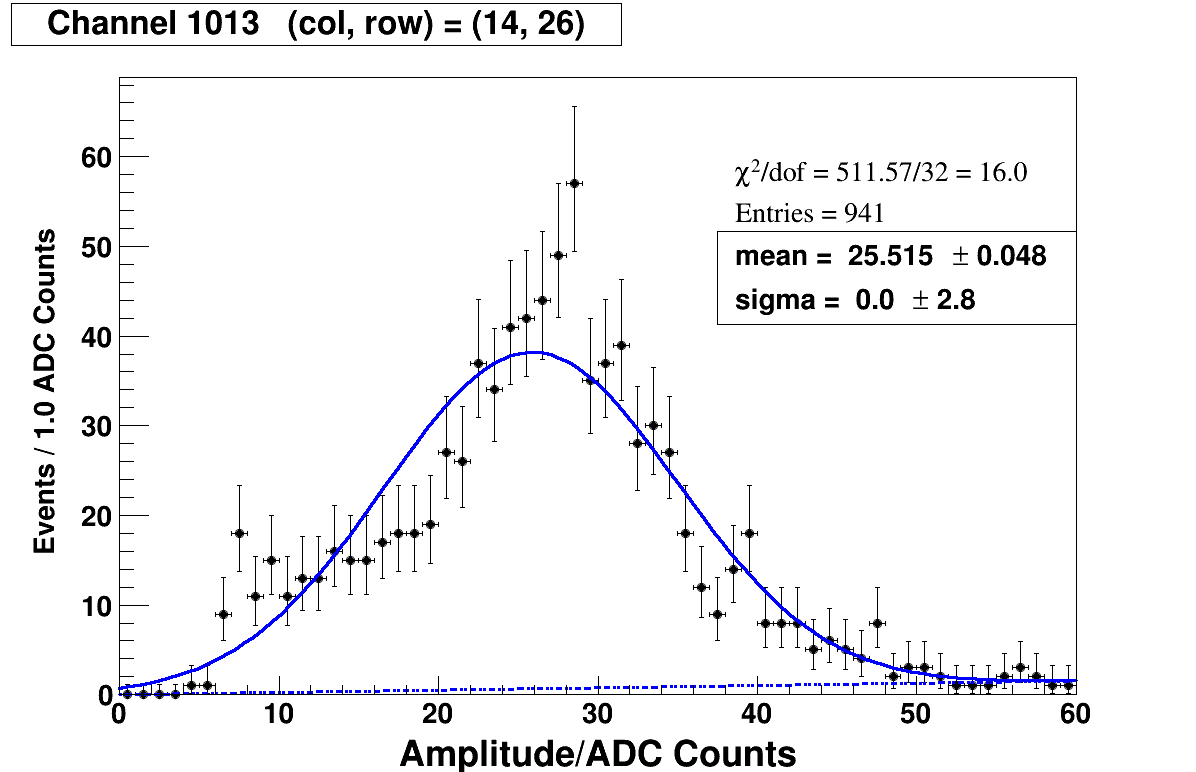 Channel 1013 (col, row) = (14, 26)
χ²/dof = 511.57/32 = 16.0
Entries = 941
mean = 25.515 ± 0.048
sigma = 0.0 ± 2.8
Events / 1.0 ADC Counts
60
50
40
30
20
10
0
0 10 20 30 40 50 60
Amplitude/ADC Counts